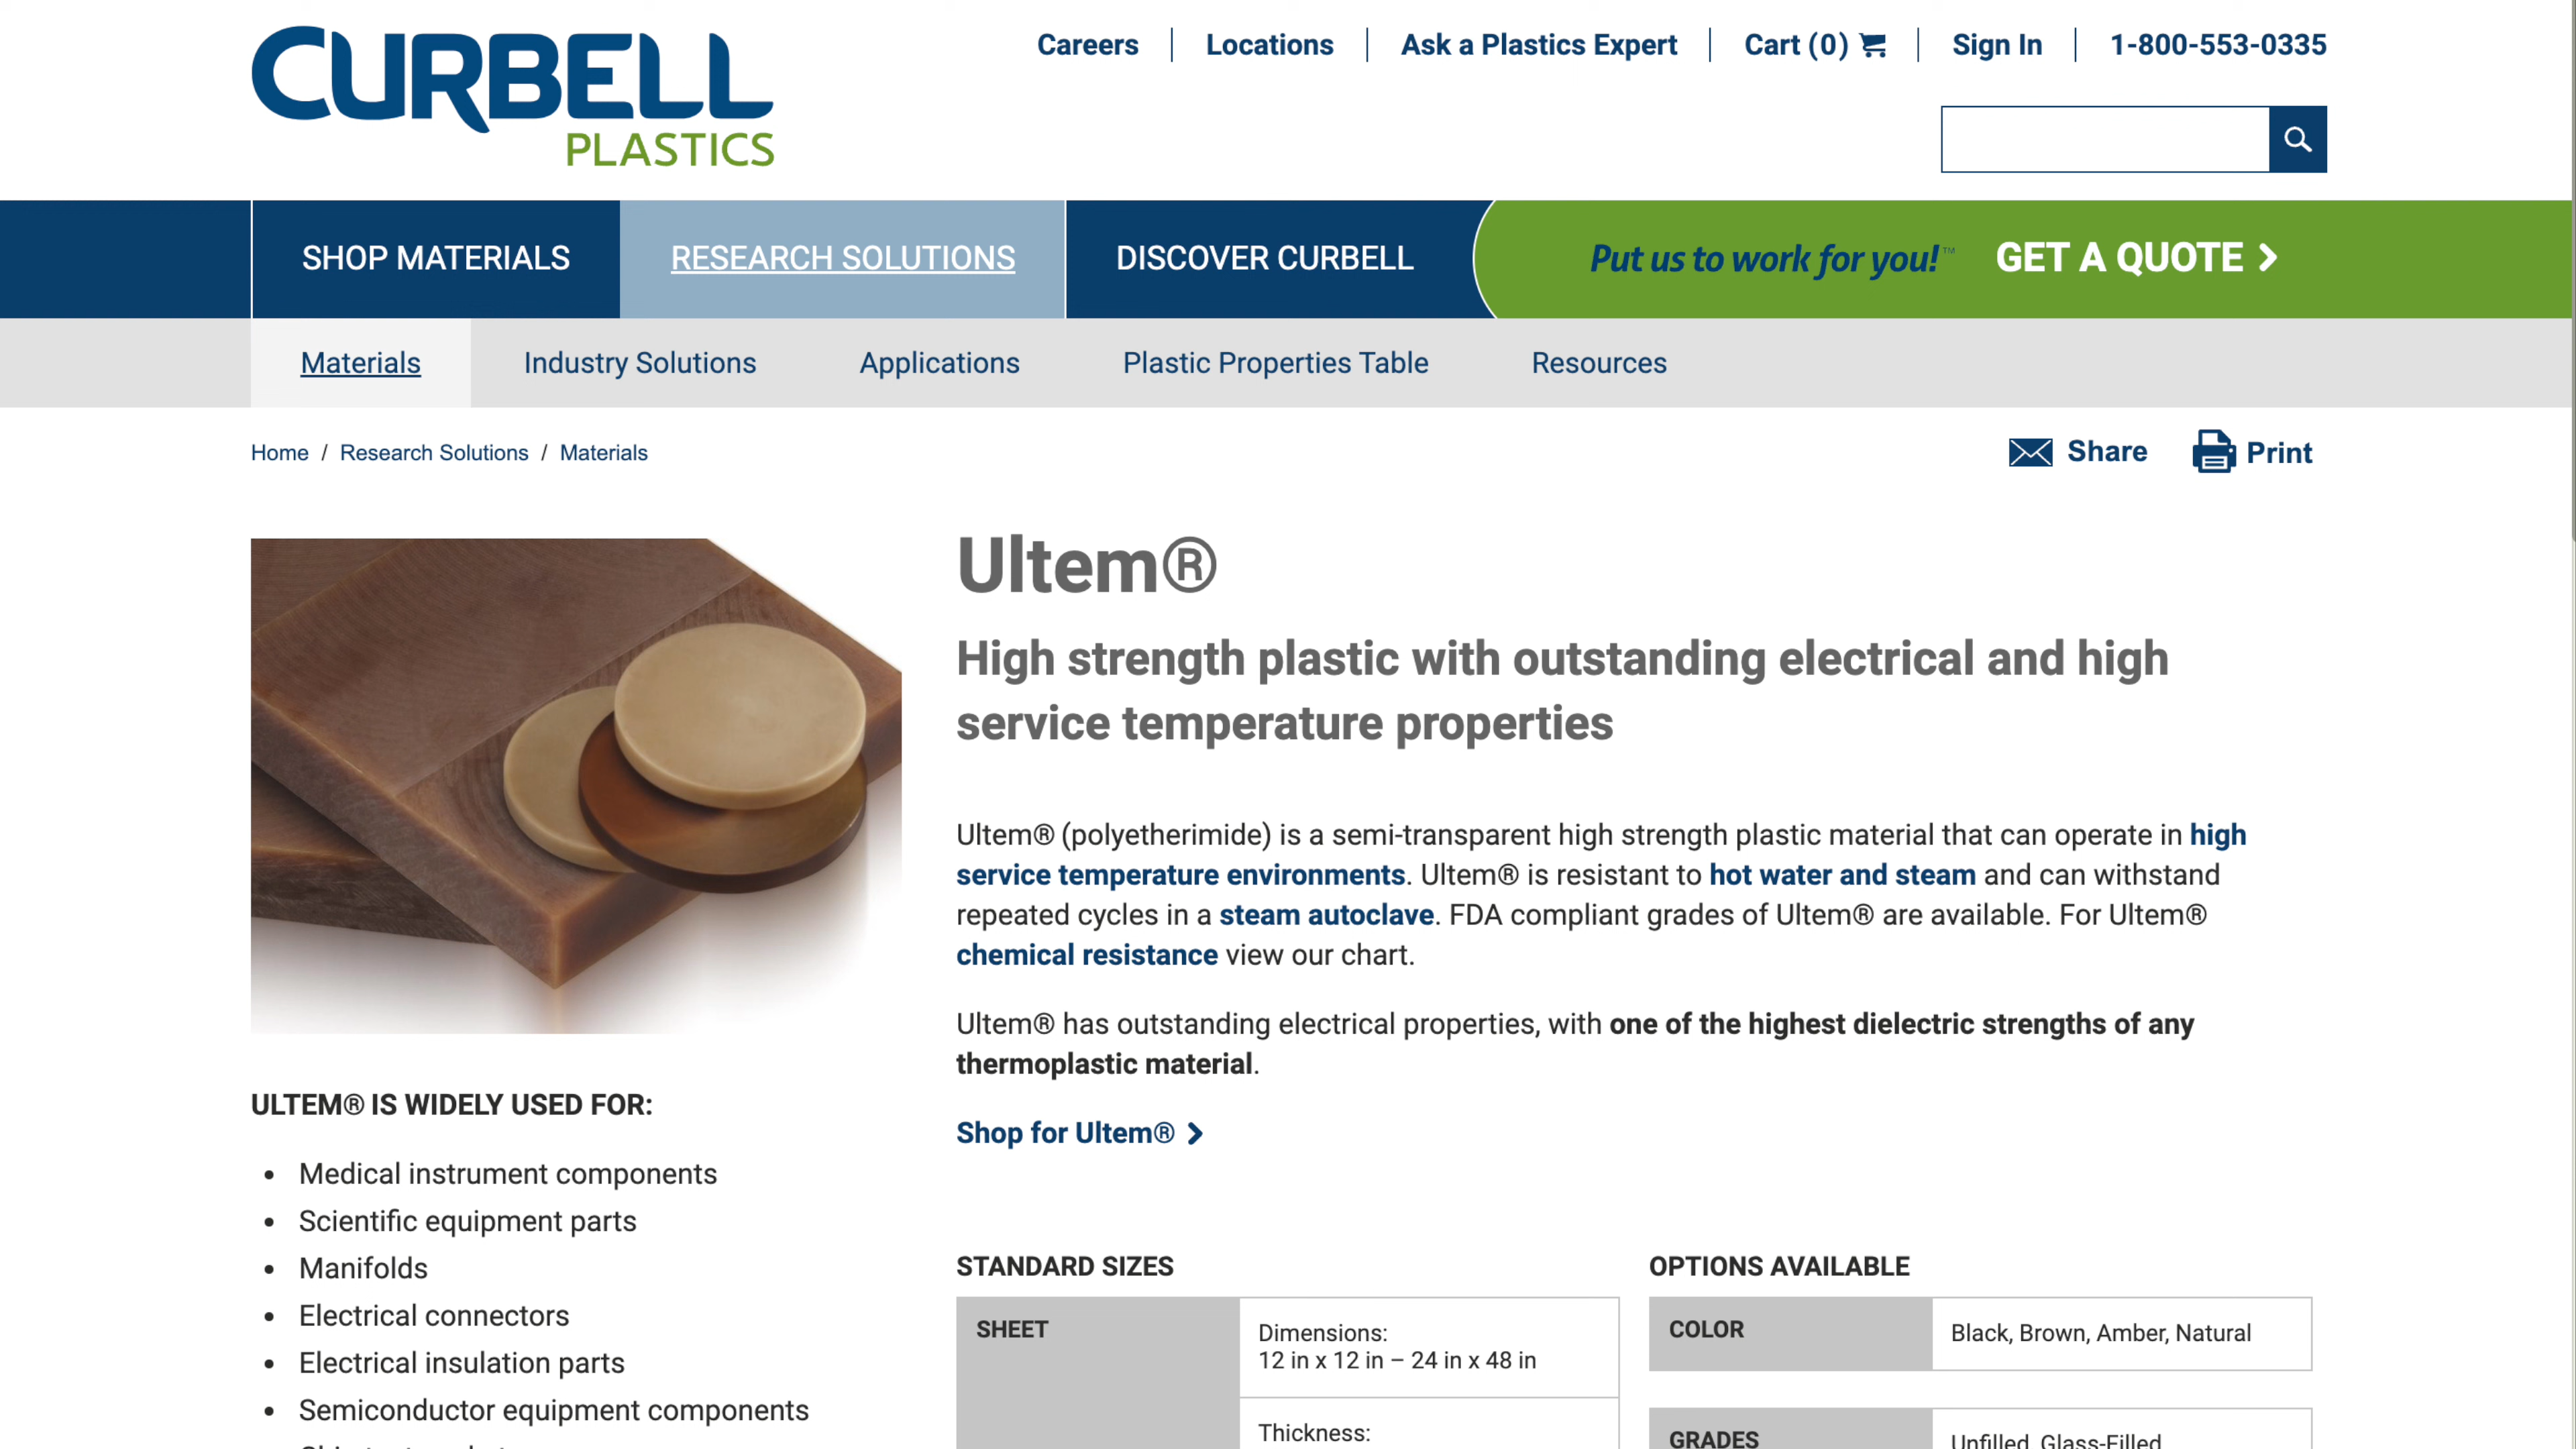 CURBELL
PLASTICS
Careers
Locations
Ask a Plastics Expert
Cart (0)
Sign In
1-800-553-0335
SHOP MATERIALS
RESEARCH SOLUTIONS
DISCOVER CURBELL
Put us to work for you!™
GET A QUOTE
Materials
Industry Solutions
Applications
Plastic Properties Table
Resources
Home / Research Solutions / Materials
Share
Print
Ultem®
High strength plastic with outstanding electrical and high
service temperature properties
Ultem® (polyetherimide) is a semi-transparent high strength plastic material that can operate in high
service temperature environments. Ultem® is resistant to hot water and steam and can withstand
repeated cycles in a steam autoclave. FDA compliant grades of Ultem® are available. For Ultem®
chemical resistance view our chart.
Ultem® has outstanding electrical properties, with one of the highest dielectric strengths of any
thermoplastic material.
Shop for Ultem®
ULTEM® IS WIDELY USED FOR:
• Medical instrument components
• Scientific equipment parts
• Manifolds
• Electrical connectors
• Electrical insulation parts
• Semiconductor equipment components
STANDARD SIZES
SHEET
Dimensions:
12 in x 12 in – 24 in x 48 in
Thickness:
OPTIONS AVAILABLE
COLOR
Black, Brown, Amber, Natural
GRADES
Unfilled, Glass-Filled